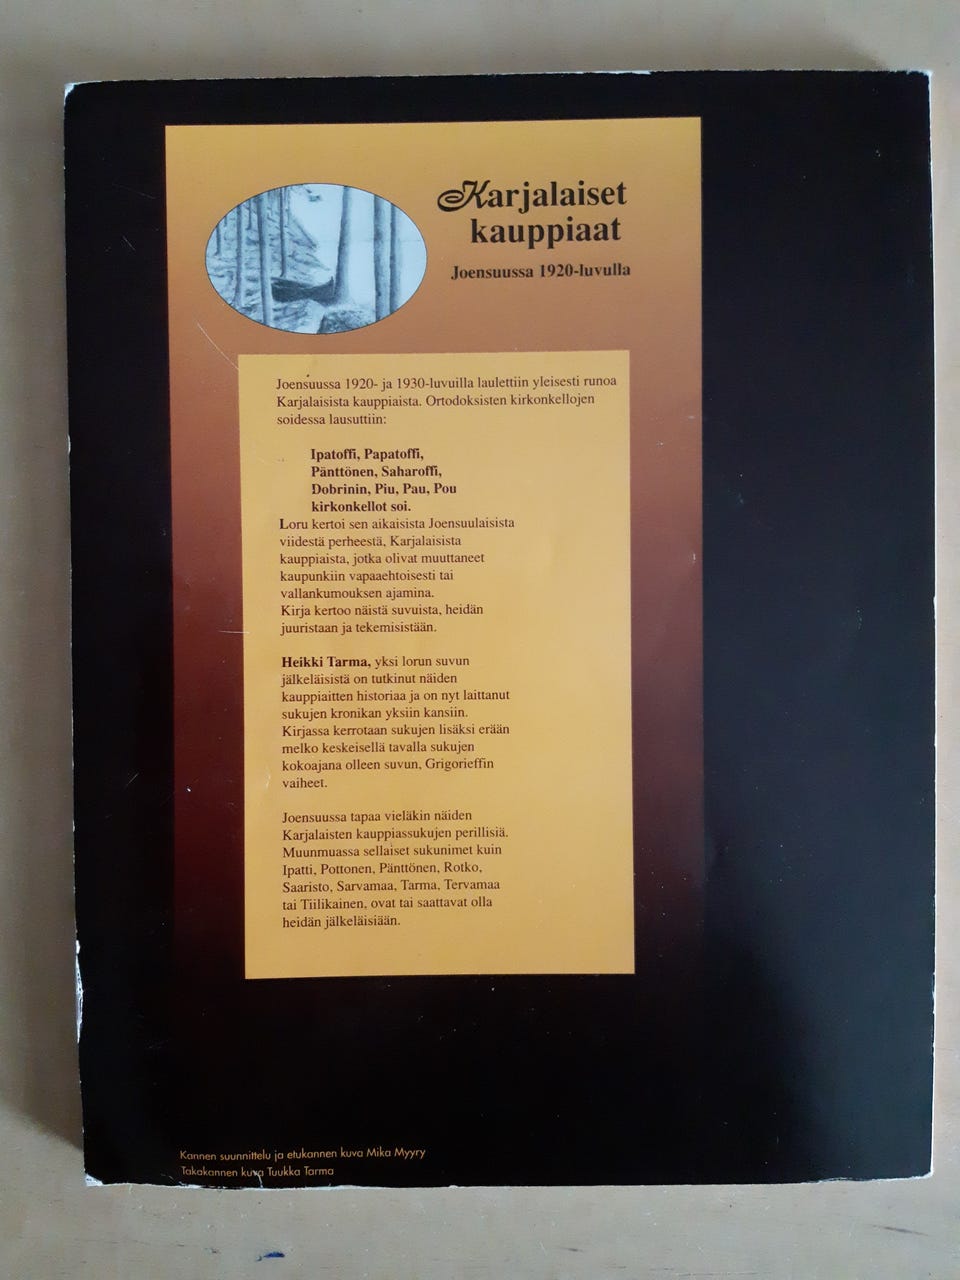 Karjalaiset
kauppiaat
Joensuussa 1920-luvulla
Joensuussa 1920- ja 1930-luvuilla laulettiin yleisesti runoa
Karjalaisista kauppiaista. Ortodoksisten kirkonkellojen
soidessa lausuttiin:
Ipatoffi, Papatoffi,
Pänttönen, Saharoffi,
Dobrinin, Piu, Pau, Pou
kirkonkellot soi.
Loru kertoi sen aikaisista Joensuulaisista
viidestä perheestä, Karjalaisista
kauppiaista, jotka olivat muuttaneet
kaupunkiin vapaaehtoisesti tai
vallankumouksen ajamina.
Kirja kertoo näistä suvuista, heidän
juuristaan ja tekemisistään.
Heikki Tarma, yksi lorun suvun
jälkeläisistä on tutkinut näiden
kauppiaitten historiaa ja on nyt laittanut
sukujen kronikan yksiin kansiin.
Kirjassa kerrotaan sukujen lisäksi erään
melko keskeisellä tavalla sukujen
kokoajana olleen suvun, Grigorieffin
vaiheet.
Joensuussa tapaa vieläkin näiden
Karjalaisten kauppiassukujen perillisiä.
Muunmuassa sellaiset sukunimet kuin
Ipatti, Pottonen, Pänttönen, Rotko,
Saaristo, Sarvamaa, Tarma, Tervamaa
tai Tiilikainen, ovat tai saattavat olla
heidän jälkeläisiään.
Kannen suunnittelu ja etukannen kuva Mika Myyry
Takakannen kuva Tuukka Tarma